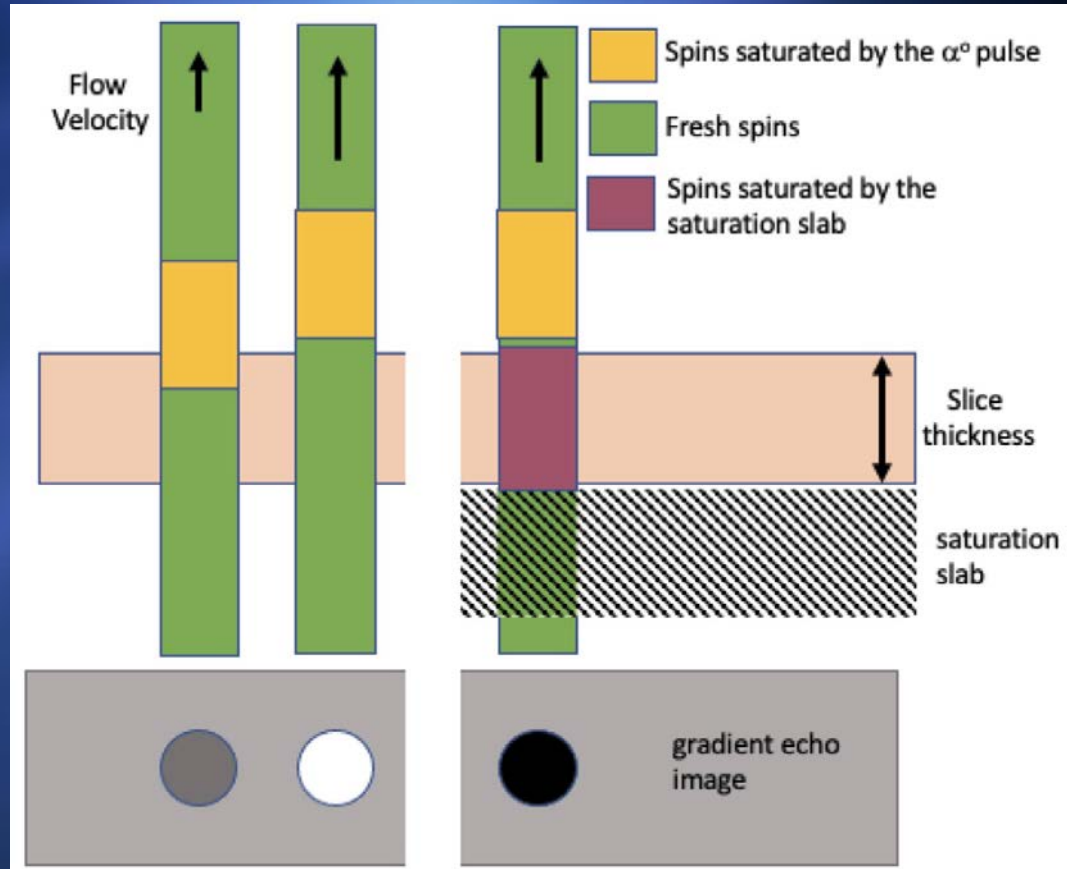 Flow
Velocity
Spins saturated by the αº pulse
Fresh spins
Spins saturated by the
saturation slab
Slice
thickness
saturation
slab
gradient echo
image